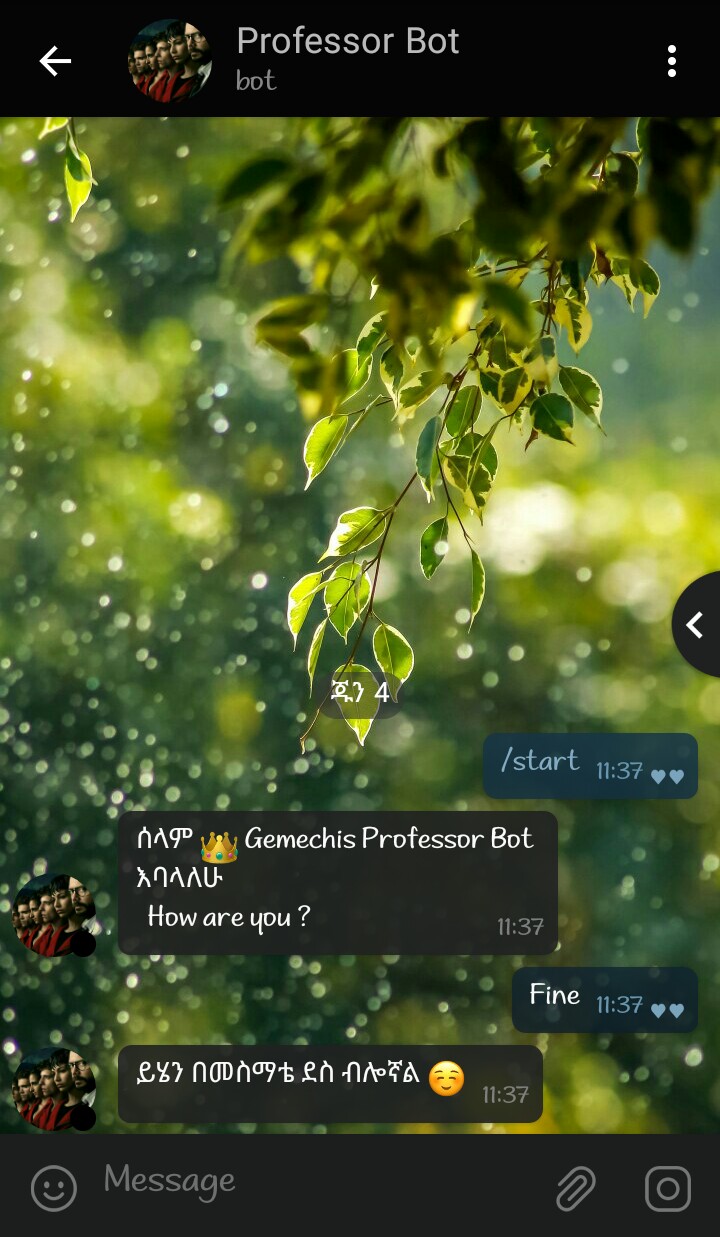 Professor Bot
bot
ጁን 4
/start 11:37
ሰላም 👑 Gemechis Professor Bot
እባላለሁ
How are you ?
11:37
Fine 11:37
ይሄን በመስማቴ ደስ ብሎኛል ☺️ 11:37
Message